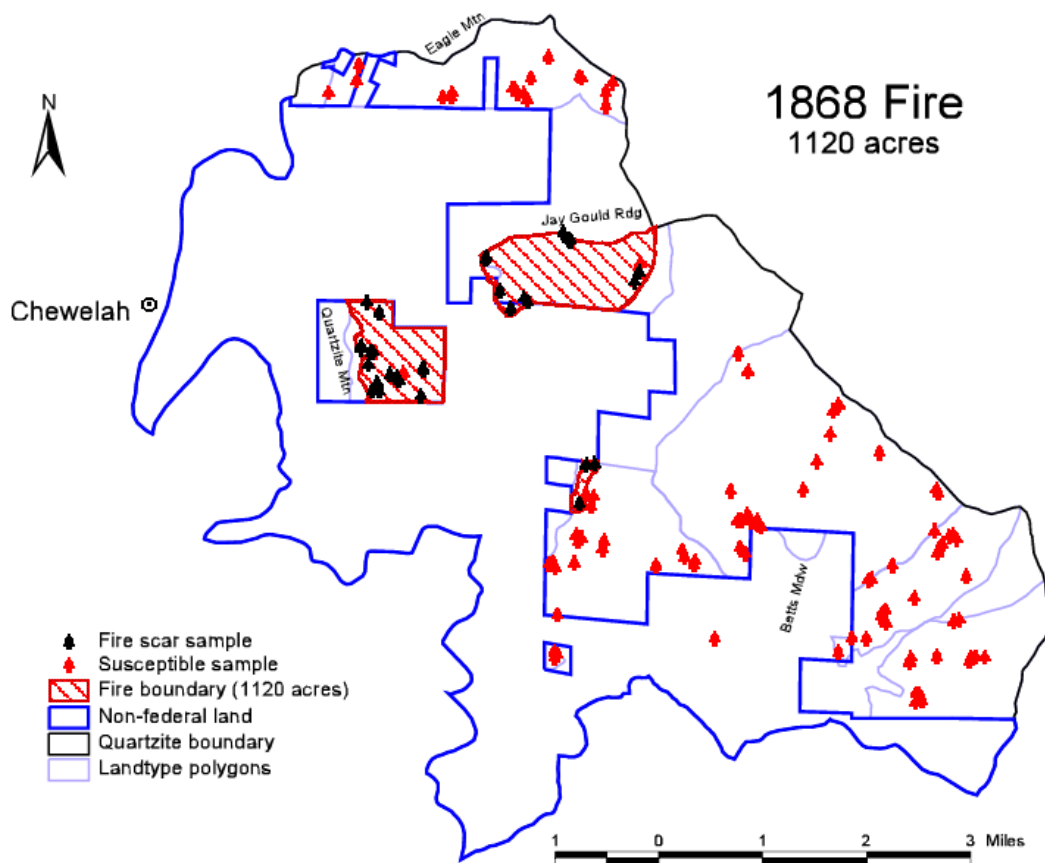 Eagle Mtn
N
1868 Fire
1120 acres
Jay Gould Rdg
Chewelah
Quartzite Mtn
Betts Mdw
Fire scar sample
Susceptible sample
Fire boundary (1120 acres)
Non-federal land
Quartzite boundary
Landtype polygons
1 0 1 2 3 Miles